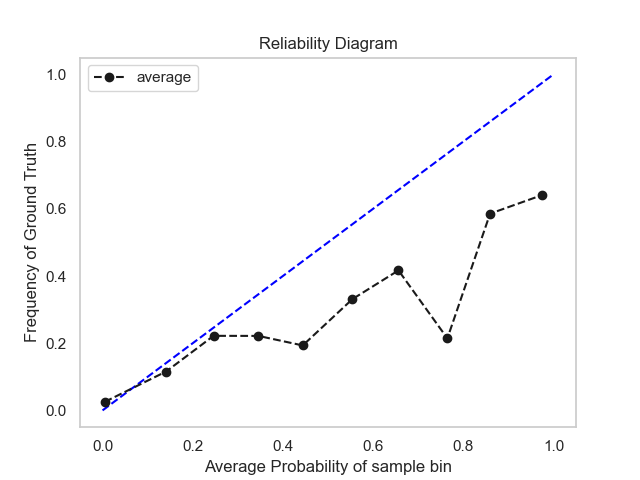 Reliability Diagram
average
Frequency of Ground Truth
1.0
0.8
0.6
0.4
0.2
0.0
0.0 0.2 0.4 0.6 0.8 1.0
Average Probability of sample bin